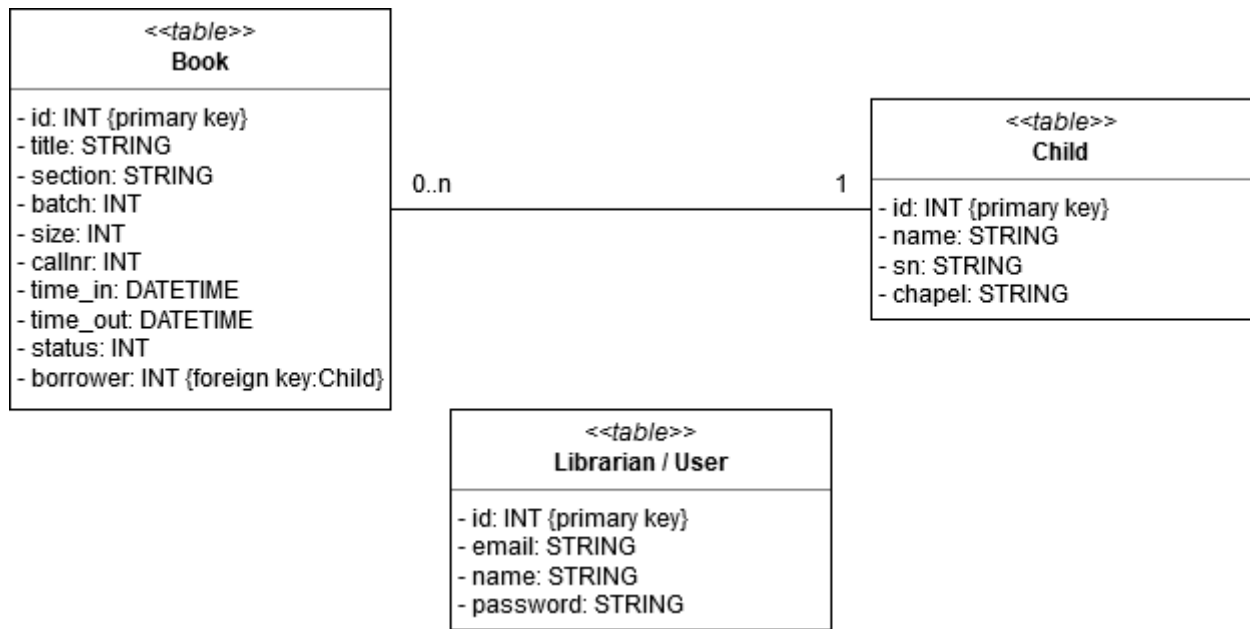 <<table>>
Book
- id: INT {primary key}
- title: STRING
- section: STRING
- batch: INT
- size: INT
- callnr: INT
- time_in: DATETIME
- time_out: DATETIME
- status: INT
- borrower: INT {foreign key:Child}
0..n
1
<<table>>
Child
- id: INT {primary key}
- name: STRING
- sn: STRING
- chapel: STRING
<<table>>
Librarian / User
- id: INT {primary key}
- email: STRING
- name: STRING
- password: STRING